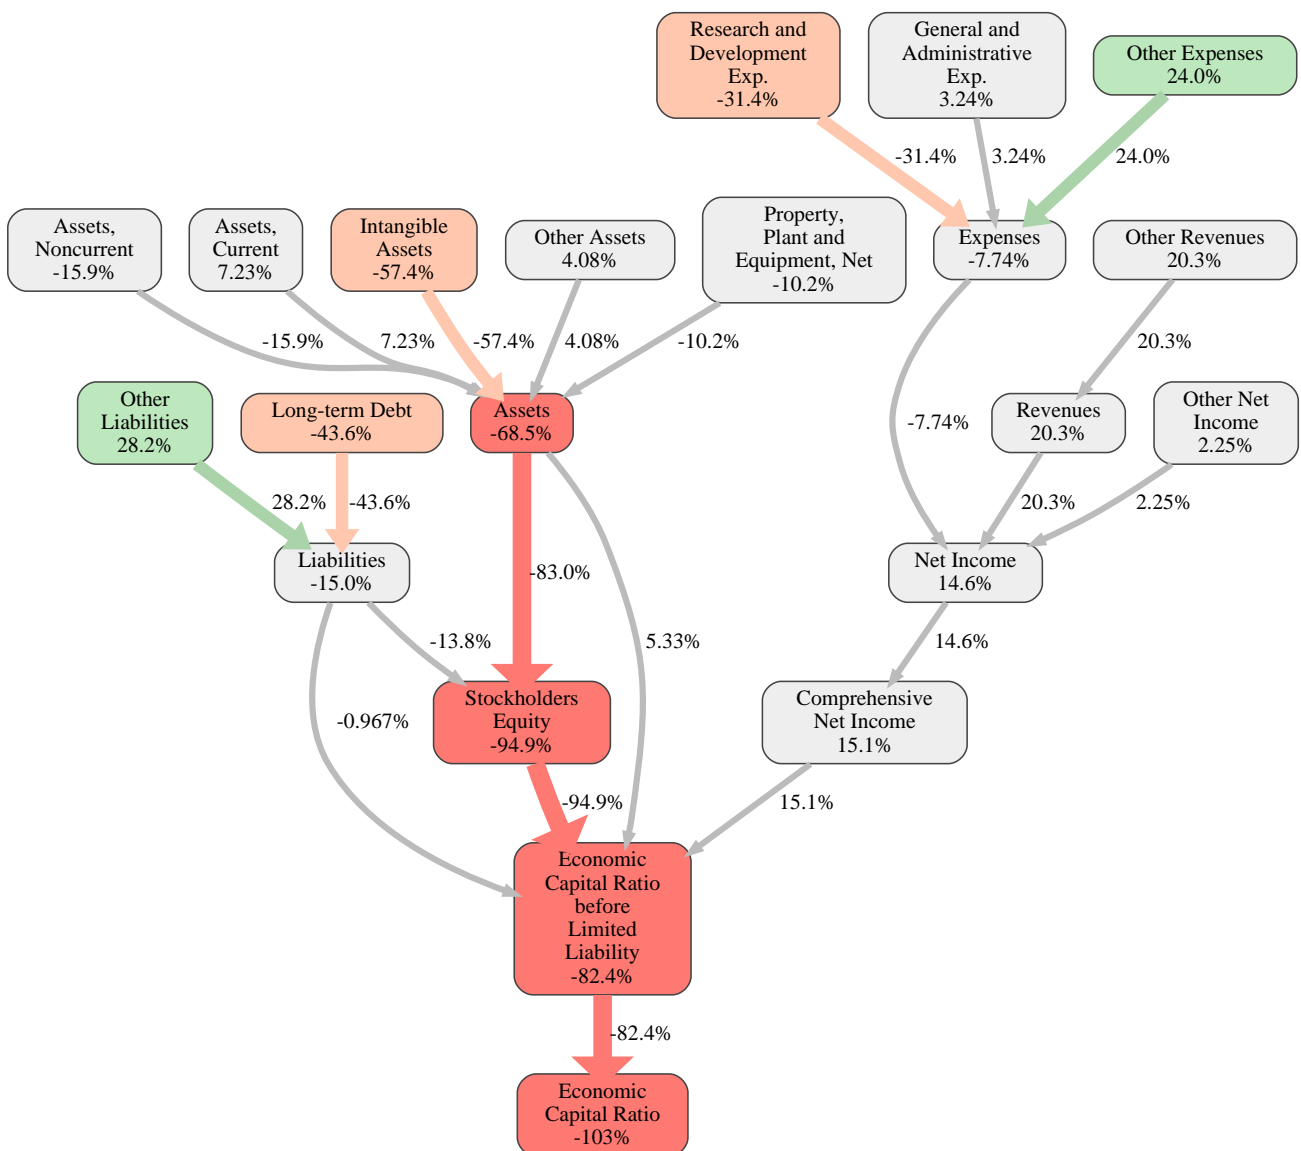 Research and
Development
Exp.
-31.4%
General and
Administrative
Exp.
3.24%
Other Expenses
24.0%
-31.4%
3.24%
24.0%
Assets,
Noncurrent
-15.9%
Assets,
Current
7.23%
Intangible
Assets
-57.4%
Other Assets
4.08%
Property,
Plant and
Equipment, Net
-10.2%
Expenses
-7.74%
Other Revenues
20.3%
-15.9%
7.23%
-57.4%
4.08%
-10.2%
20.3%
Other
Liabilities
28.2%
Long-term Debt
-43.6%
Assets
-68.5%
-7.74%
Revenues
20.3%
Other Net
Income
2.25%
28.2%
-43.6%
20.3%
2.25%
Liabilities
-15.0%
-83.0%
Net Income
14.6%
-13.8%
5.33%
14.6%
-0.967%
Stockholders
Equity
-94.9%
Comprehensive
Net Income
15.1%
-94.9%
15.1%
Economic
Capital Ratio
before
Limited
Liability
-82.4%
-82.4%
Economic
Capital Ratio
-103%